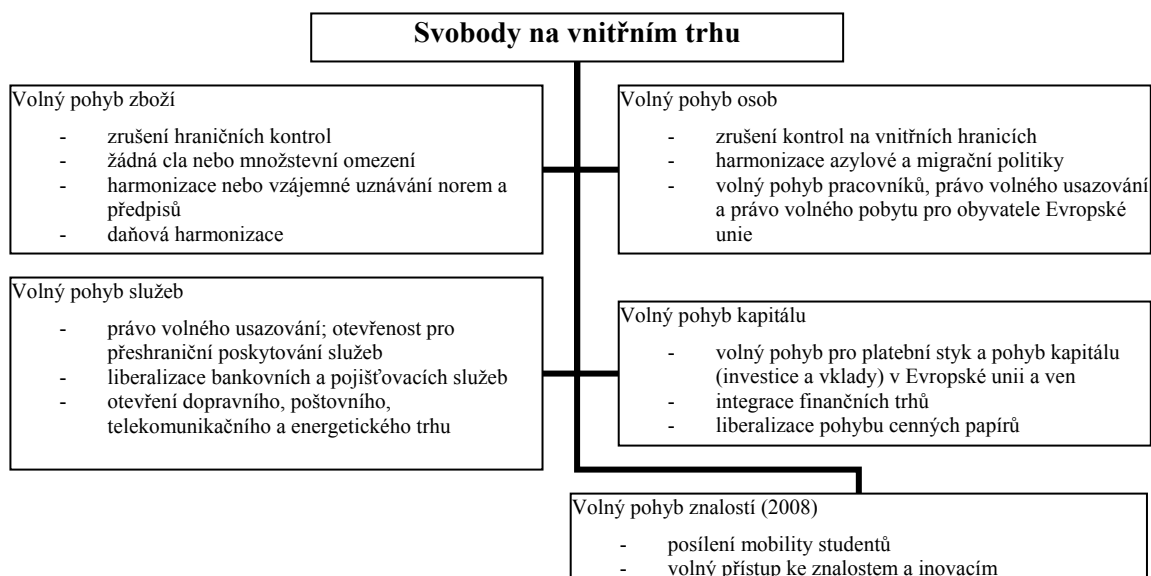 Svobody na vnitřním trhu
Volný pohyb zboží
- zrušení hraničních kontrol
- žádná cla nebo množstevní omezení
- harmonizace nebo vzájemné uznávání norem a
předpisů
- daňová harmonizace
Volný pohyb osob
- zrušení kontrol na vnitřních hranicích
- harmonizace azylové a migrační politiky
- volný pohyb pracovníků, právo volného usazování
a právo volného pobytu pro obyvatele Evropské
unie
Volný pohyb služeb
- právo volného usazování; otevřenost pro
přeshraniční poskytování služeb
- liberalizace bankovních a pojišťovacích služeb
- otevření dopravního, poštovního,
telekomunikačního a energetického trhu
Volný pohyb kapitálu
- volný pohyb pro platební styk a pohyb kapitálu
(investice a vklady) v Evropské unii a ven
- integrace finančních trhů
- liberalizace pohybu cenných papírů
Volný pohyb znalostí (2008)
- posílení mobility studentů
- volný přístup ke znalostem a inovacím